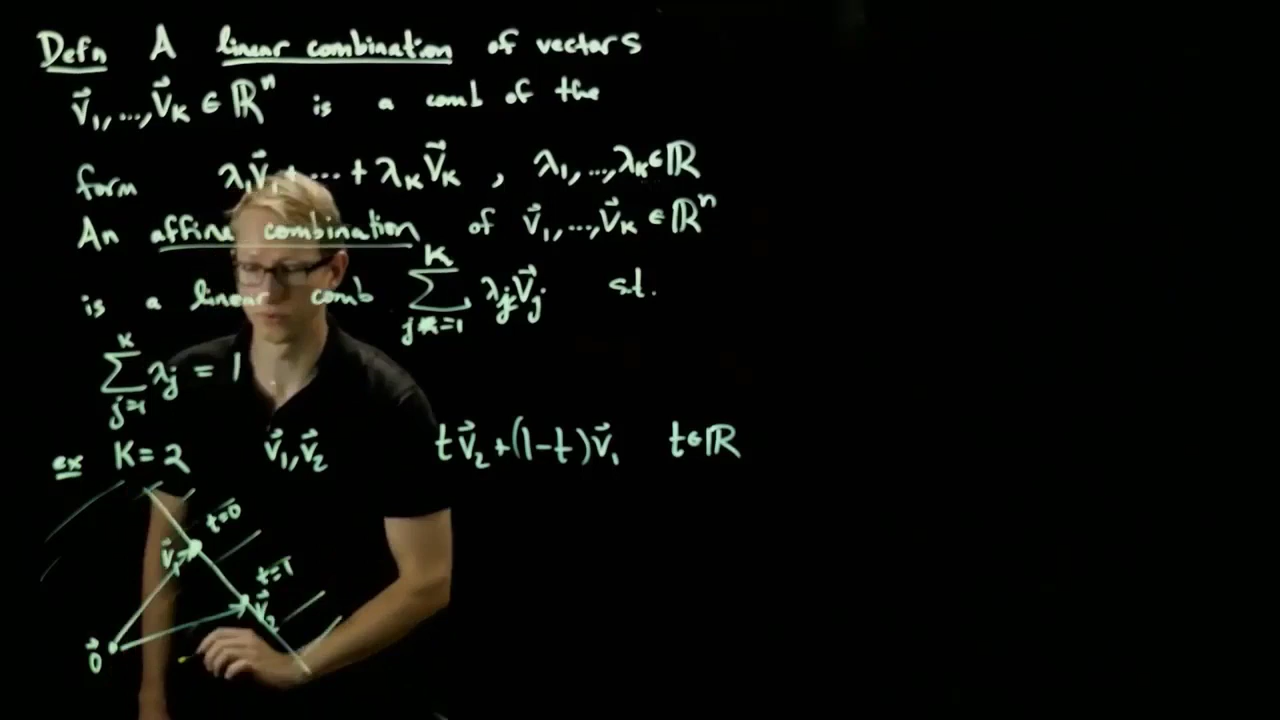 Defn A linear combination of vectors
v⃗₁,...,v⃗ₖ ∈ ℝⁿ is a comb of the
form λ₁v⃗₁ + ... + λₖv⃗ₖ , λ₁,...,λₖ ∈ ℝ
An affine combination of v⃗₁,...,v⃗ₖ ∈ ℝⁿ
is a linear comb ∑ⱼ₌₁ᴷ λⱼv⃗ⱼ s.t.
∑ⱼ₌₁ᴷ λⱼ = 1
ex K=2 v⃗₁,v⃗₂ tv⃗₂+(1-t)v⃗₁ t∈ℝ
t=0
v⃗₁
t=1
v⃗₂
0⃗